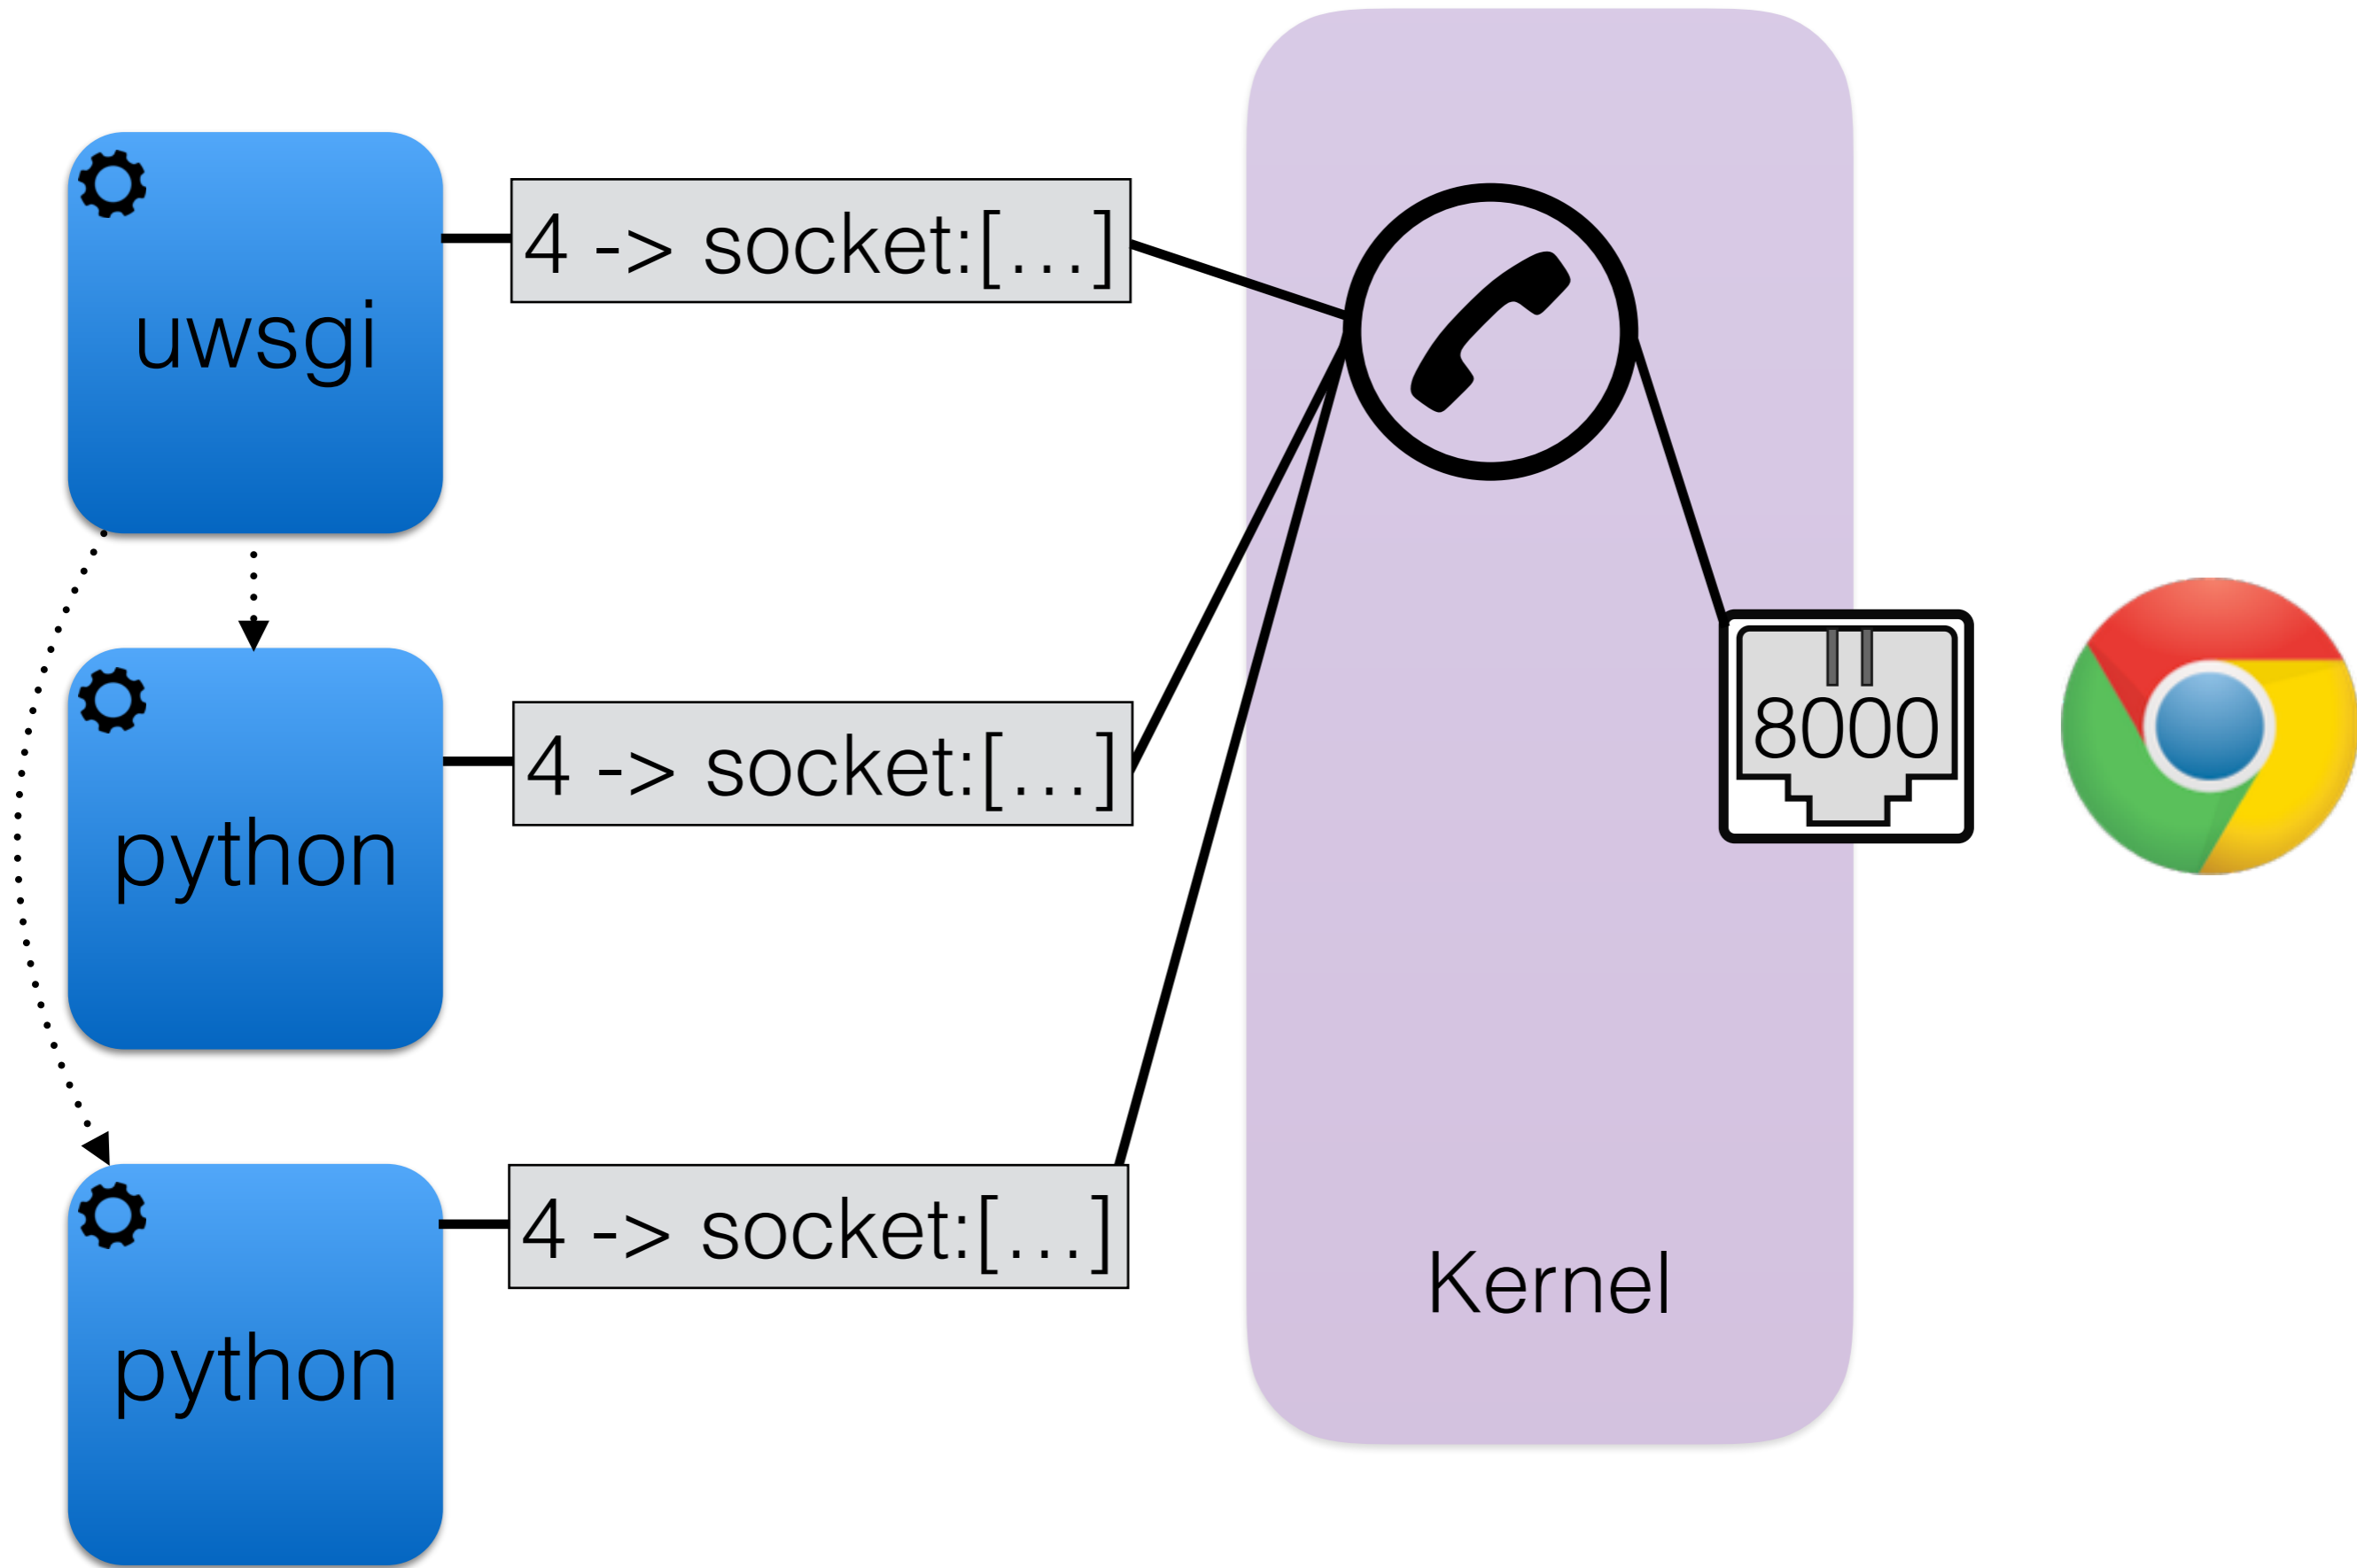 uwsgi
4 -> socket:[...]
python
4 -> socket:[...]
8000
python
4 -> socket:[...]
Kernel